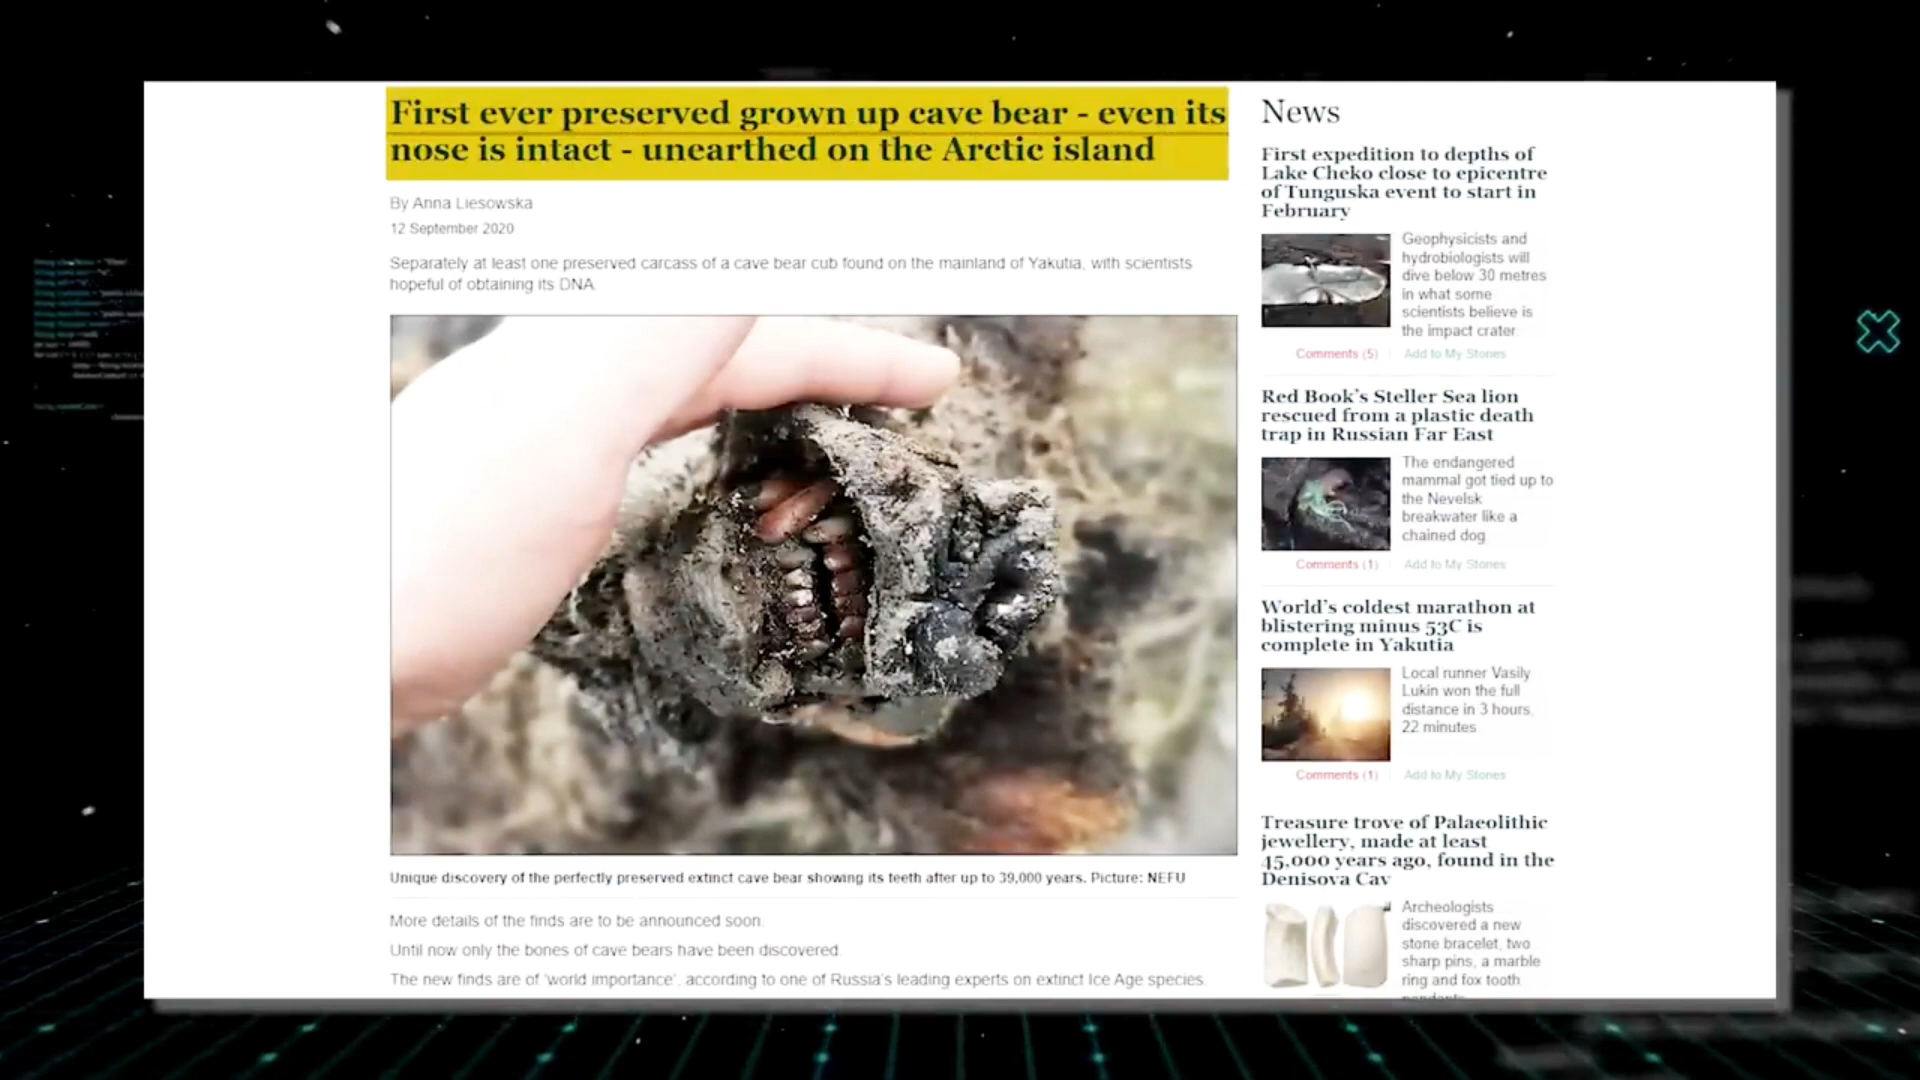 First ever preserved grown up cave bear - even its
nose is intact - unearthed on the Arctic island
By Anna Liesowska
12 September 2020
Separately at least one preserved carcass of a cave bear cub found on the mainland of Yakutia, with scientists
hopeful of obtaining its DNA.
Unique discovery of the perfectly preserved extinct cave bear showing its teeth after up to 39,000 years. Picture: NEFU
More details of the finds are to be announced soon.
Until now only the bones of cave bears have been discovered.
The new finds are of 'world importance', according to one of Russia's leading experts on extinct Ice Age species.
News
First expedition to depths of
Lake Cheko close to epicentre
of Tunguska event to start in
February
Geophysicists and
hydrobiologists will
dive below 30 metres
in what some
scientists believe is
the impact crater
Comments (5)
Add to My Stories
Red Book's Steller Sea lion
rescued from a plastic death
trap in Russian Far East
The endangered
mammal got tied up to
the Nevelsk
breakwater like a
chained dog
Comments (1)
Add to My Stories
World's coldest marathon at
blistering minus 53C is
complete in Yakutia
Local runner Vasily
Lukin won the full
distance in 3 hours,
22 minutes
Comments (1)
Add to My Stories
Treasure trove of Palaeolithic
jewellery, made at least
45,000 years ago, found in the
Denisova Cav
Archeologists
discovered a new
stone bracelet, two
sharp pins, a marble
ring and fox tooth